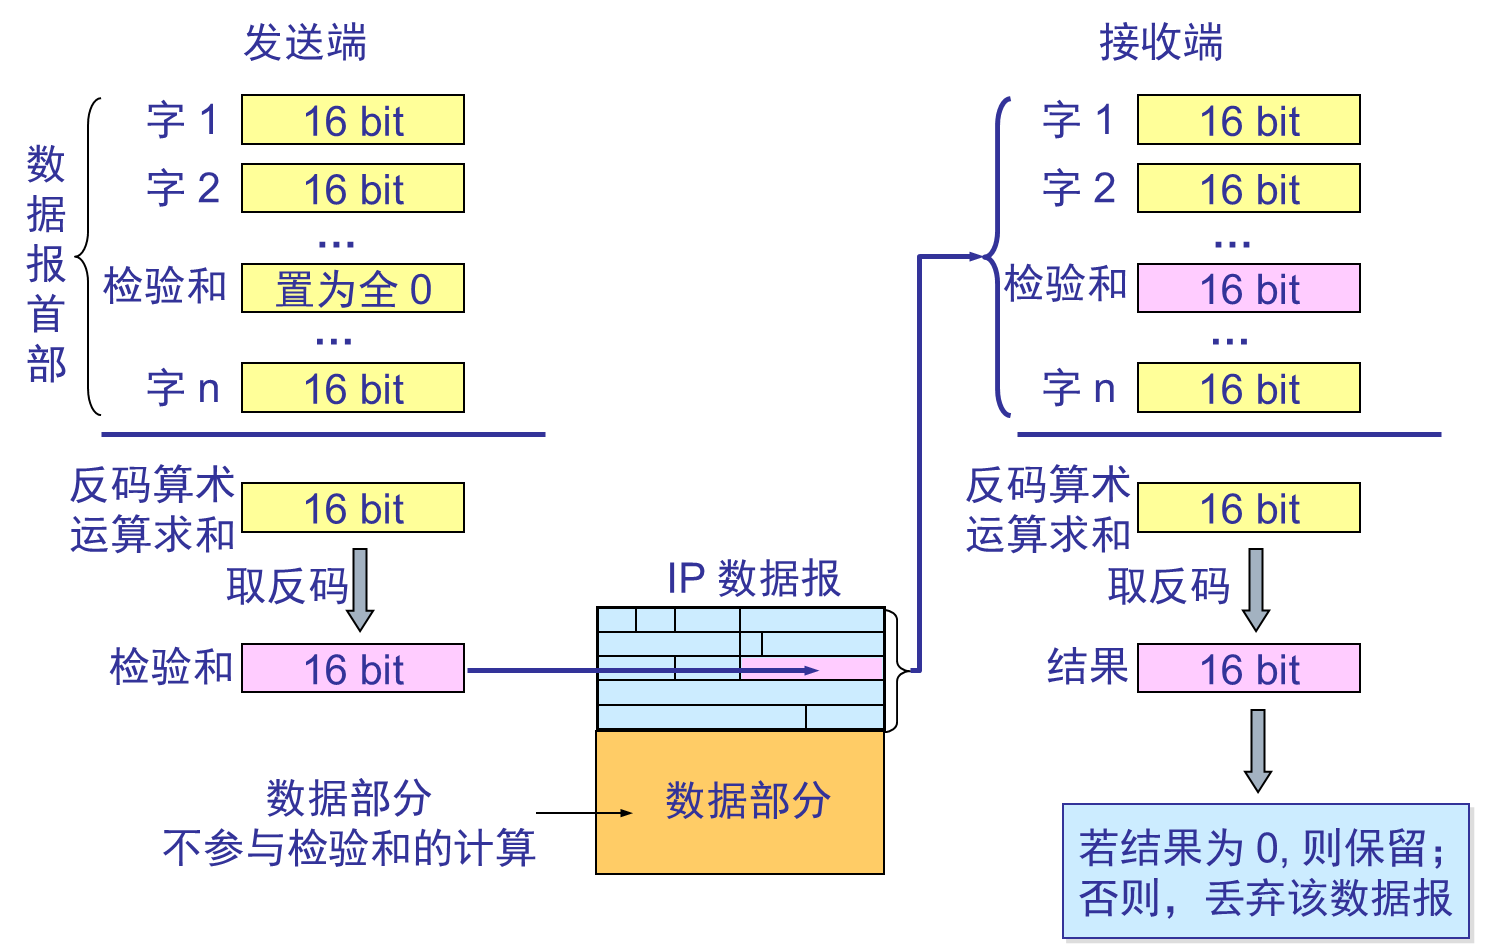 发送端
数据报首部
字 1
16 bit
字 2
16 bit
…
检验和
置为全 0
…
字 n
16 bit
反码算术
运算求和
16 bit
取反码
检验和
16 bit
IP 数据报
数据部分
数据部分
不参与检验和的计算
接收端
字 1
16 bit
字 2
16 bit
…
检验和
16 bit
…
字 n
16 bit
反码算术
运算求和
16 bit
取反码
结果
16 bit
若结果为 0, 则保留；
否则，丢弃该数据报